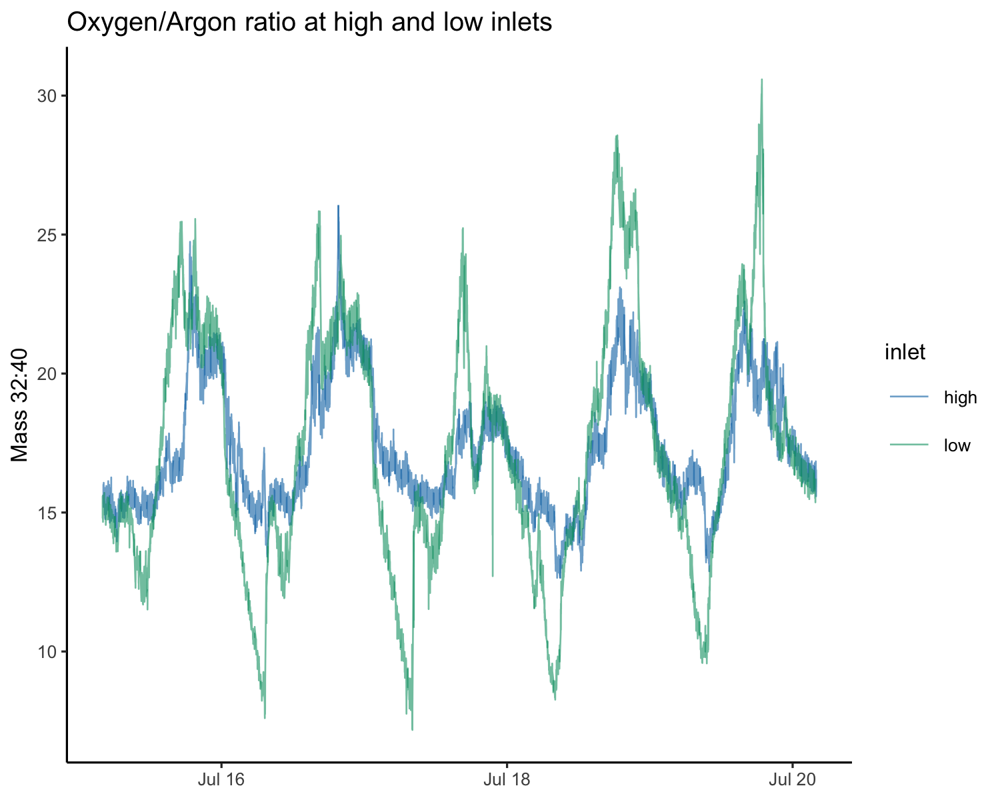 Oxygen/Argon ratio at high and low inlets
Mass 32:40
30
25
20
15
10
Jul 16
Jul 18
Jul 20
inlet
high
low